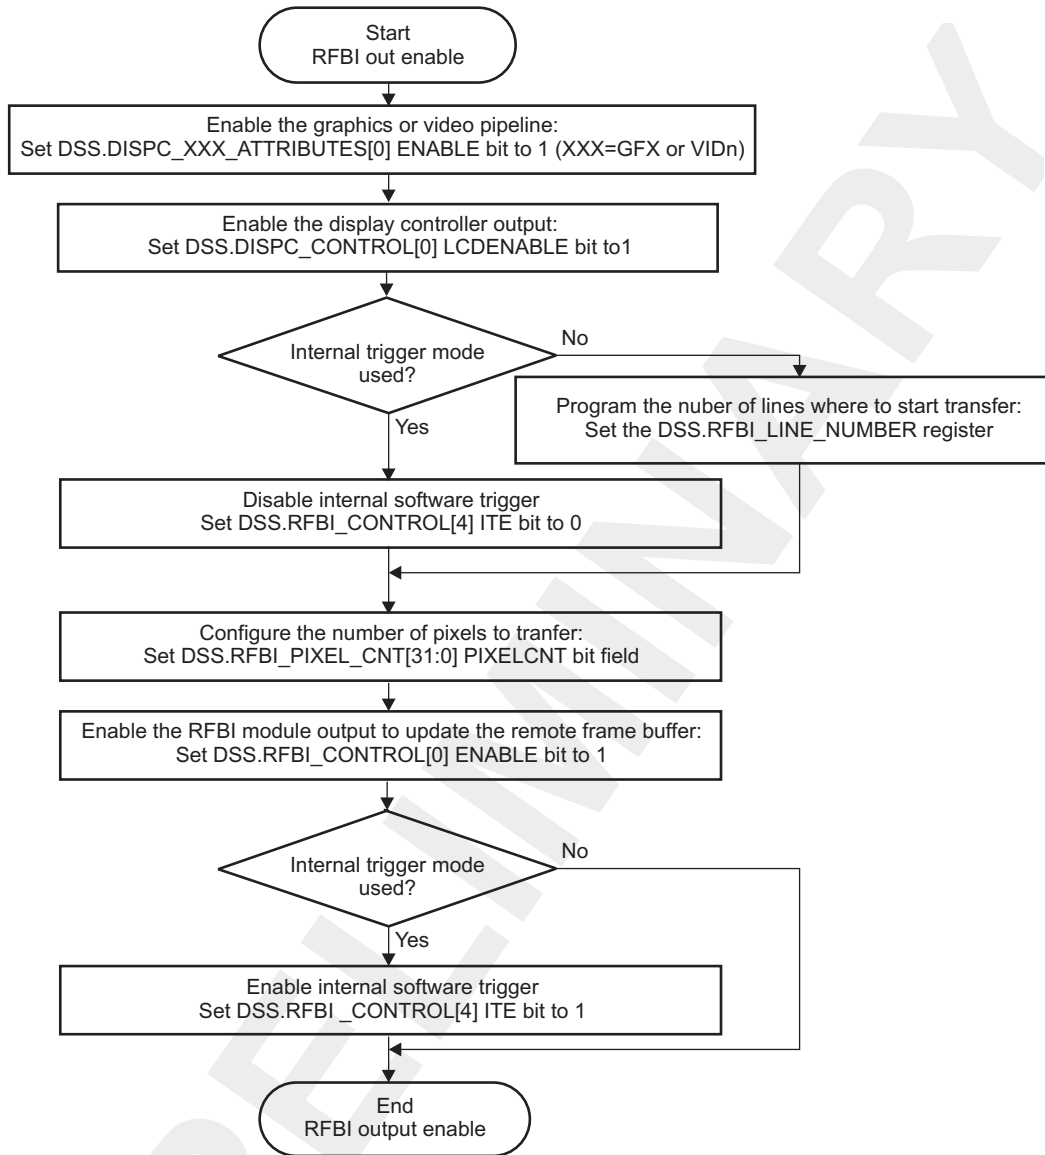 Start
RFBI out enable
Enable the graphics or video pipeline:
Set DSS.DISPC_XXX_ATTRIBUTES[0] ENABLE bit to 1 (XXX=GFX or VIDn)
Enable the display controller output:
Set DSS.DISPC_CONTROL[0] LCDENABLE bit to1
Internal trigger mode
used?
No
Program the nuber of lines where to start transfer:
Set the DSS.RFBI_LINE_NUMBER register
Yes
Disable internal software trigger
Set DSS.RFBI_CONTROL[4] ITE bit to 0
Configure the number of pixels to tranfer:
Set DSS.RFBI_PIXEL_CNT[31:0] PIXELCNT bit field
Enable the RFBI module output to update the remote frame buffer:
Set DSS.RFBI_CONTROL[0] ENABLE bit to 1
Internal trigger mode
used?
No
Yes
Enable internal software trigger
Set DSS.RFBI _CONTROL[4] ITE bit to 1
End
RFBI output enable
PRELIMINARY